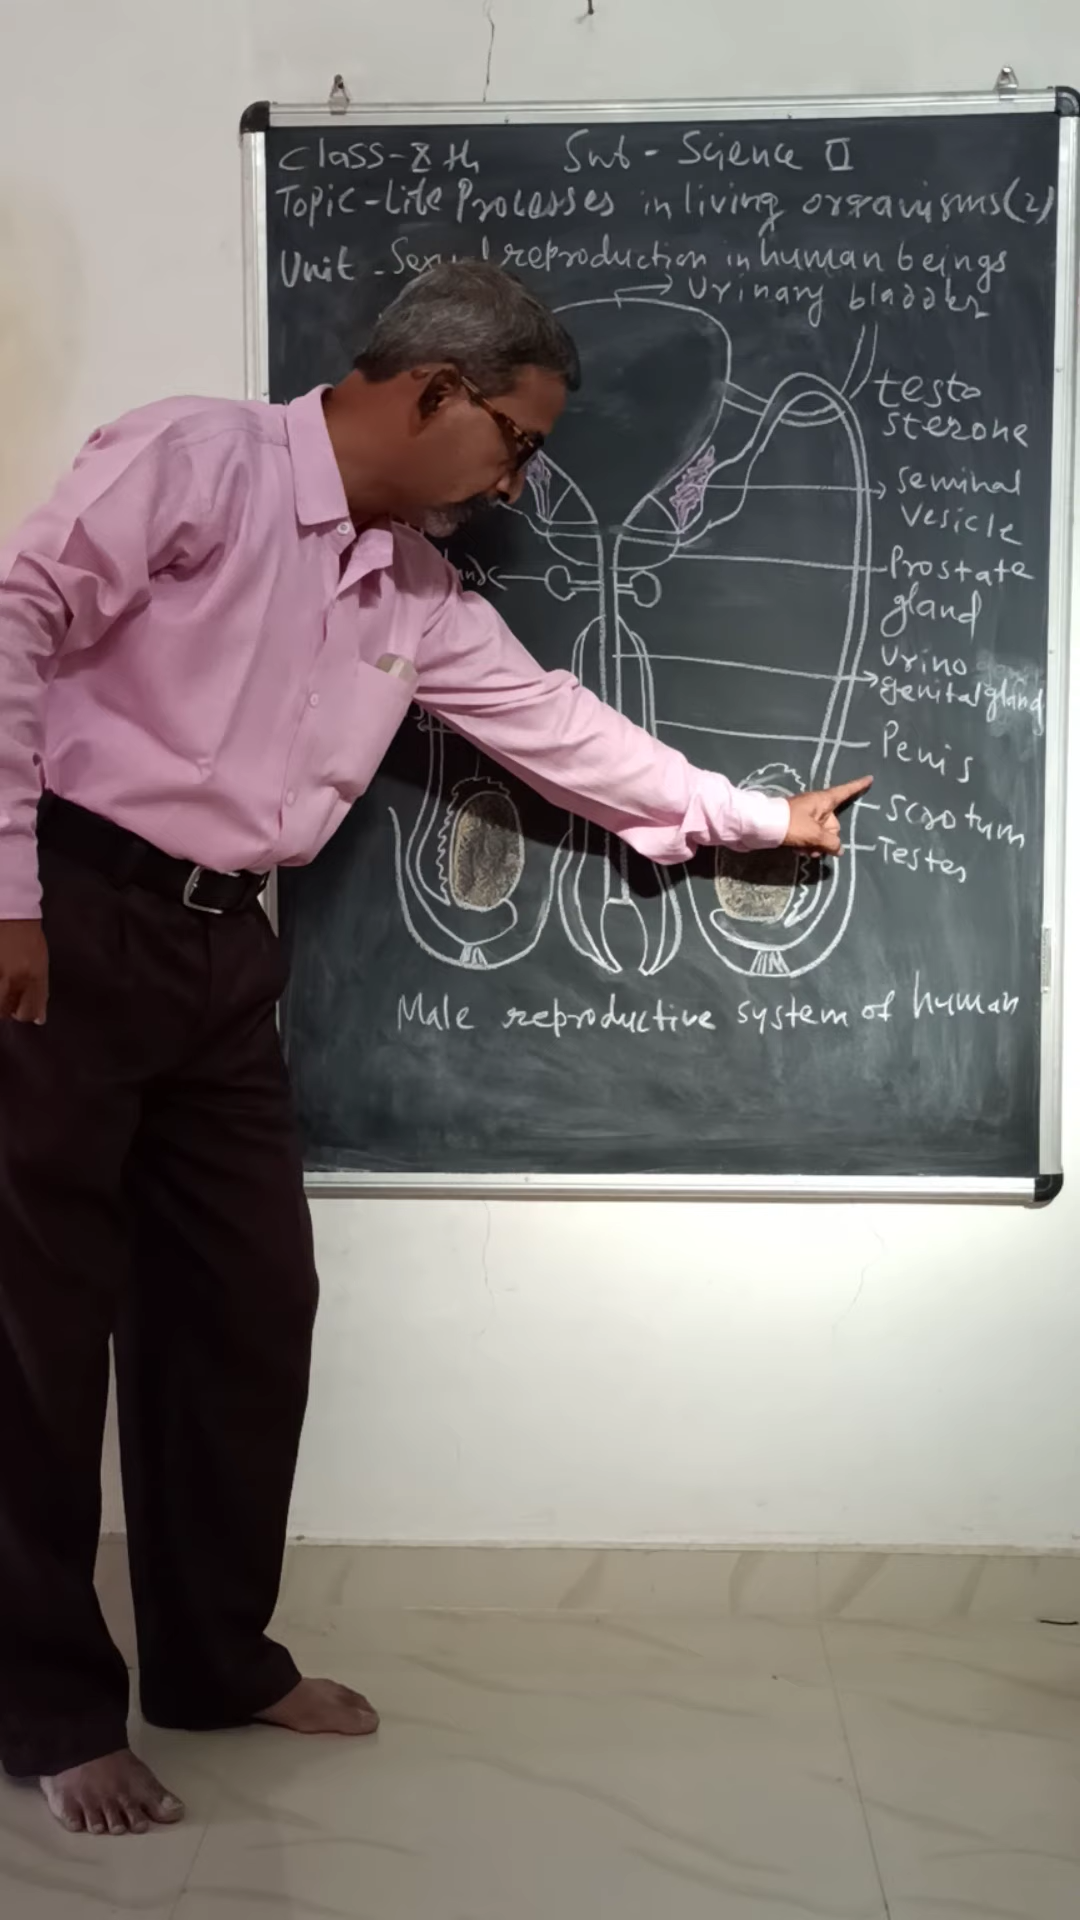 Class-X th Sub - Science II
Topic-Life Processes in living organisms(2)
Unit - Sexual reproduction in human beings
Urinary bladder
testo
sterone
seminal
vesicle
Prostate
gland
Urino
genital gland
Penis
Scrotum
Testes
Male reproductive system of human